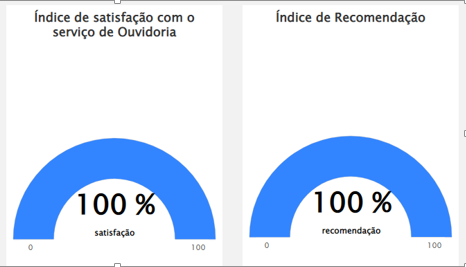 Índice de satisfação com o
serviço de Ouvidoria
100 %
satisfação
0
100
Índice de Recomendação
100 %
recomendação
0
100